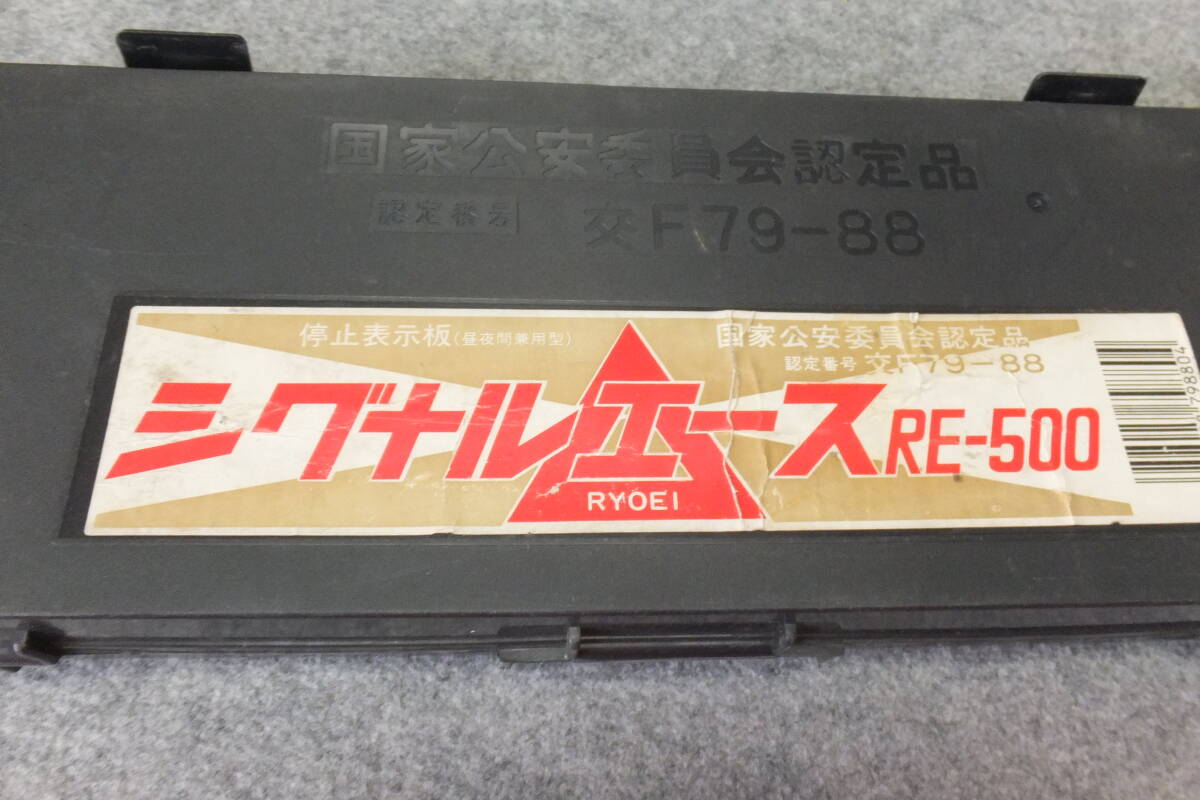 国家公安委員会認定品
認定番号 交F79-88
停止表示板(昼夜間兼用型)
国家公安委員会認定品
認定番号 交F79-88
シグナルエース RE-500
RYOEI
798804